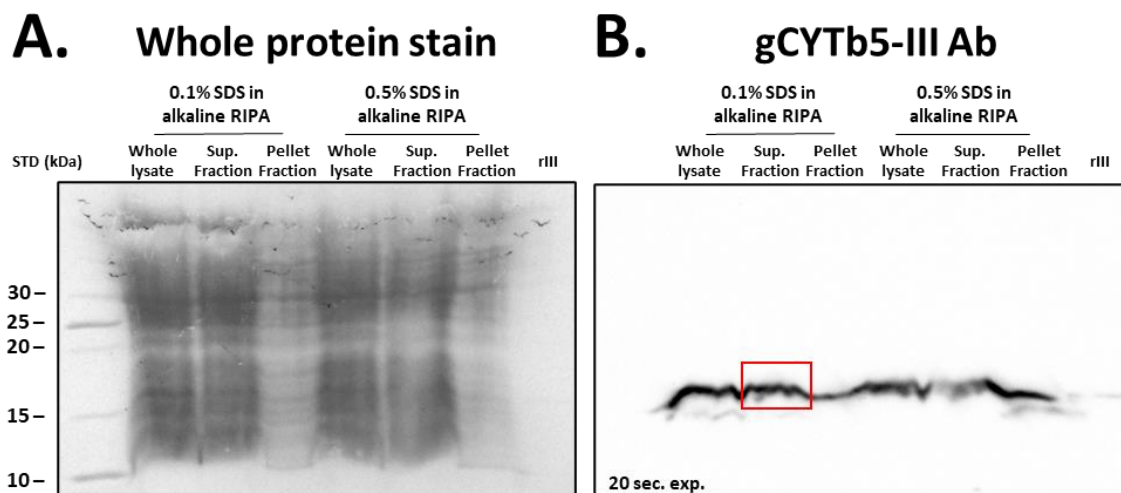 A. Whole protein stain
0.1% SDS in
alkaline RIPA
0.5% SDS in
alkaline RIPA
STD (kDa)
Whole
lysate
Sup.
Fraction
Pellet
Fraction
Whole
lysate
Sup.
Fraction
Pellet
Fraction
rIII
30
25
20
15
10
B. gCYTb5-III Ab
0.1% SDS in
alkaline RIPA
0.5% SDS in
alkaline RIPA
Whole
lysate
Sup.
Fraction
Pellet
Fraction
Whole
lysate
Sup.
Fraction
Pellet
Fraction
rIII
20 sec. exp.